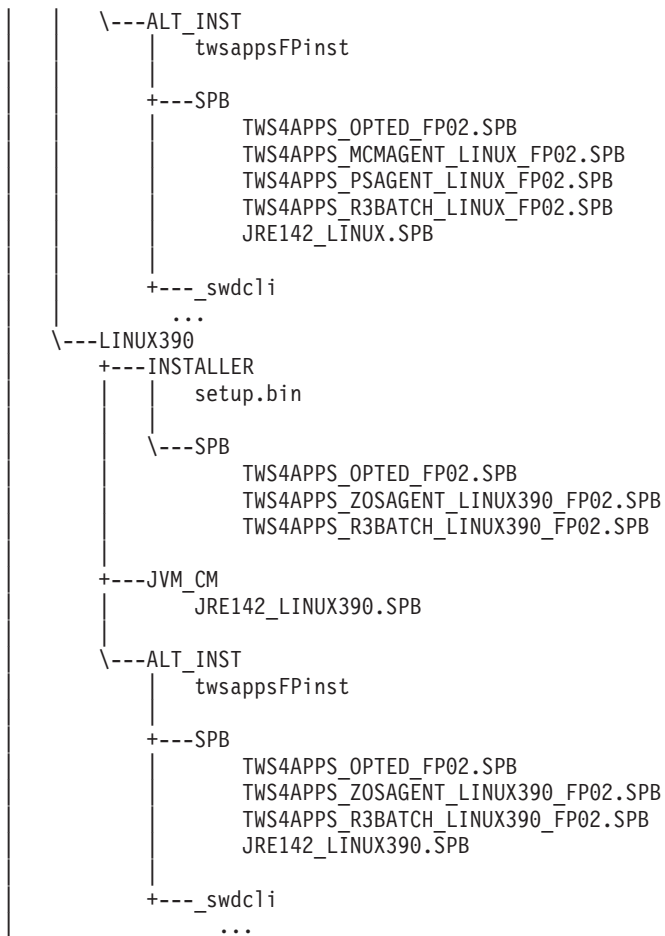 |   |   \---ALT_INST
|   |       |   twsappsFPinst
|   |       |
|   |       +---SPB
|   |       |       TWS4APPS_OPTED_FP02.SPB
|   |       |       TWS4APPS_MCMAGENT_LINUX_FP02.SPB
|   |       |       TWS4APPS_PSAGENT_LINUX_FP02.SPB
|   |       |       TWS4APPS_R3BATCH_LINUX_FP02.SPB
|   |       |       JRE142_LINUX.SPB
|   |       |
|   |       +---_swdcli
|   |         ...
|   \---LINUX390
|       +---INSTALLER
|       |   |   setup.bin
|       |   |
|       |   \---SPB
|       |           TWS4APPS_OPTED_FP02.SPB
|       |           TWS4APPS_ZOSAGENT_LINUX390_FP02.SPB
|       |           TWS4APPS_R3BATCH_LINUX390_FP02.SPB
|       |
|       +---JVM_CM
|       |       JRE142_LINUX390.SPB
|       |
|       \---ALT_INST
|           |   twsappsFPinst
|           |
|           +---SPB
|           |       TWS4APPS_OPTED_FP02.SPB
|           |       TWS4APPS_ZOSAGENT_LINUX390_FP02.SPB
|           |       TWS4APPS_R3BATCH_LINUX390_FP02.SPB
|           |       JRE142_LINUX390.SPB
|           |
|           +---_swdcli
|                 ...